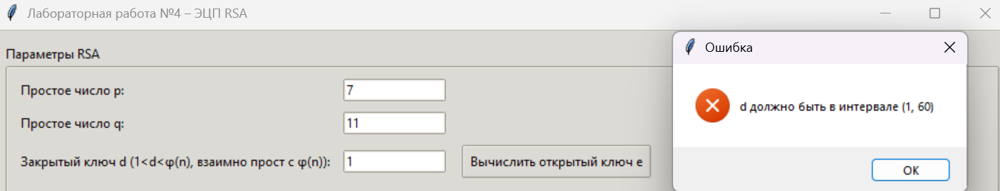 Лабораторная работа №4 – ЭЦП RSA
Параметры RSA
Простое число p:
7
Простое число q:
11
Закрытый ключ d (1<d<φ(n), взаимно прост с φ(n)):
1
Вычислить открытый ключ e
Ошибка
d должно быть в интервале (1, 60)
ОК